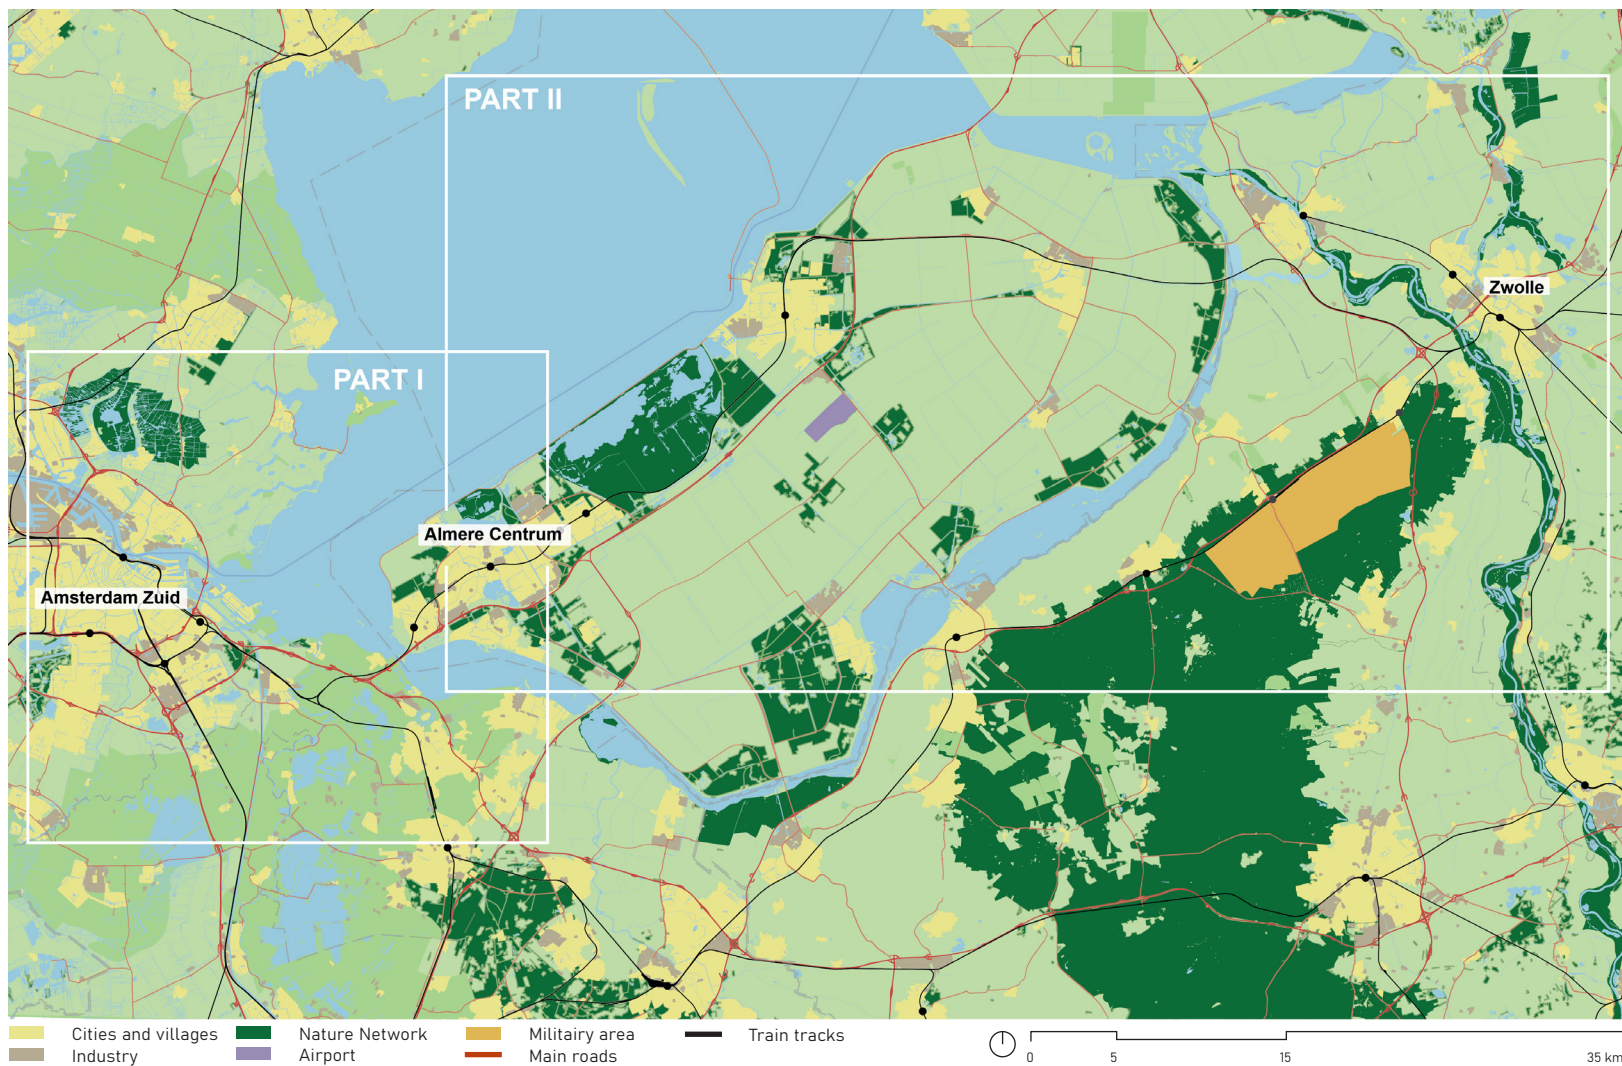 PART II
Zwolle
PART I
Almere Centrum
Amsterdam Zuid
Cities and villages
Nature Network
Militairy area
Train tracks
Industry
Airport
Main roads
0 5 15 35 km